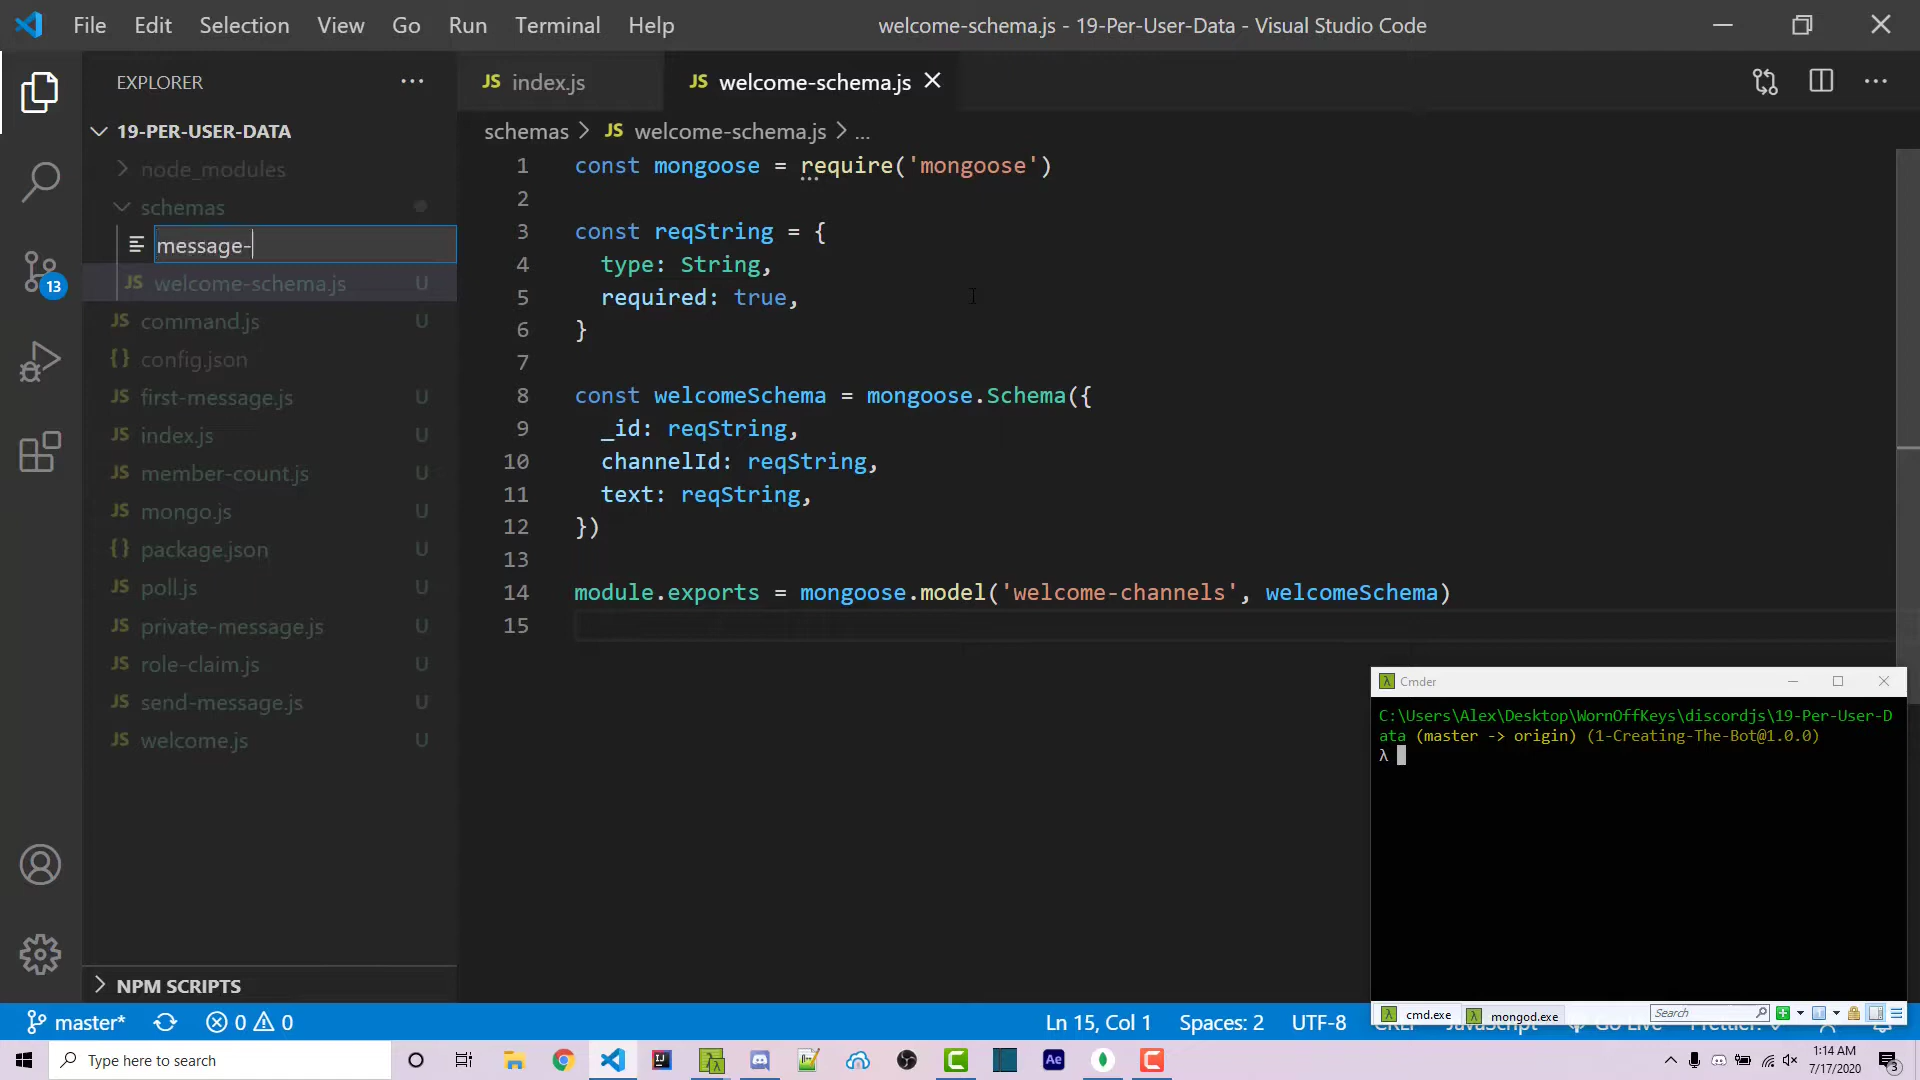 File Edit Selection View Go Run Terminal Help
welcome-schema.js - 19-Per-User-Data - Visual Studio Code
EXPLORER
JS index.js
JS welcome-schema.js
19-PER-USER-DATA
node_modules
schemas
message-
JS welcome-schema.js U
JS command.js U
{} config.json
JS first-message.js U
JS index.js U
JS member-count.js U
JS mongo.js U
{} package.json U
JS poll.js U
JS private-message.js U
JS role-claim.js U
JS send-message.js U
JS welcome.js U
NPM SCRIPTS
13
schemas > JS welcome-schema.js > ...
1 const mongoose = require('mongoose')
2
3 const reqString = {
4 type: String,
5 required: true,
6 }
7
8 const welcomeSchema = mongoose.Schema({
9 _id: reqString,
10 channelId: reqString,
11 text: reqString,
12 })
13
14 module.exports = mongoose.model('welcome-channels', welcomeSchema)
15
Cmder
C:\Users\Alex\Desktop\WornOffKeys\discordjs\19-Per-User-D
ata (master -> origin) (1-Creating-The-Bot@1.0.0)
λ
cmd.exe mongod.exe Search
master* 0 0 Ln 15, Col 1 Spaces: 2 UTF-8
Type here to search
Ae
1:14 AM
7/17/2020
3